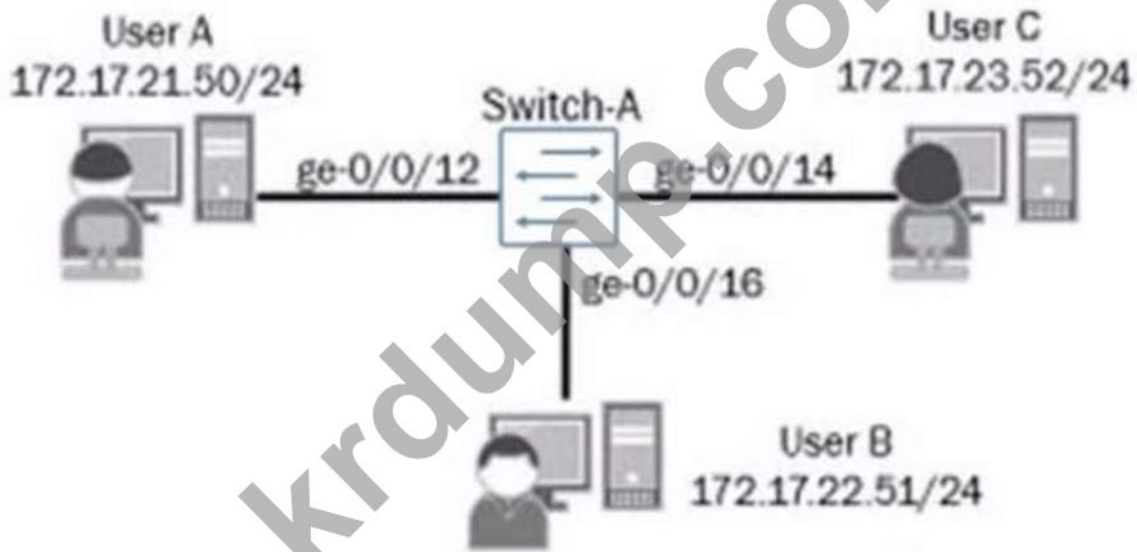 User A
172.17.21.50/24
User C
172.17.23.52/24
Switch-A
ge-0/0/12
ge-0/0/14
ge-0/0/16
User B
172.17.22.51/24
krdump.co